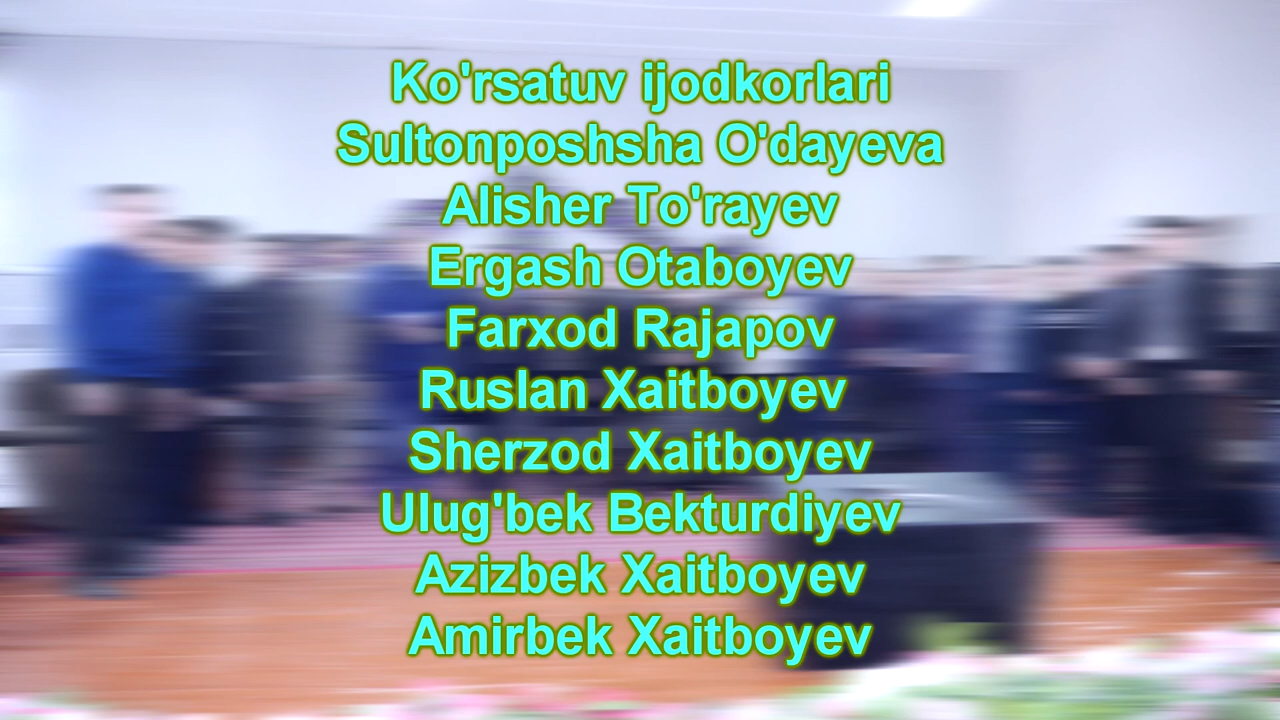 Ko'rsatuv ijodkorlari
Sultonposhsha O'dayeva
Alisher To'rayev
Ergash Otaboyev
Farxod Rajapov
Ruslan Xaitboyev
Sherzod Xaitboyev
Ulug'bek Bekturdiyev
Azizbek Xaitboyev
Amirbek Xaitboyev